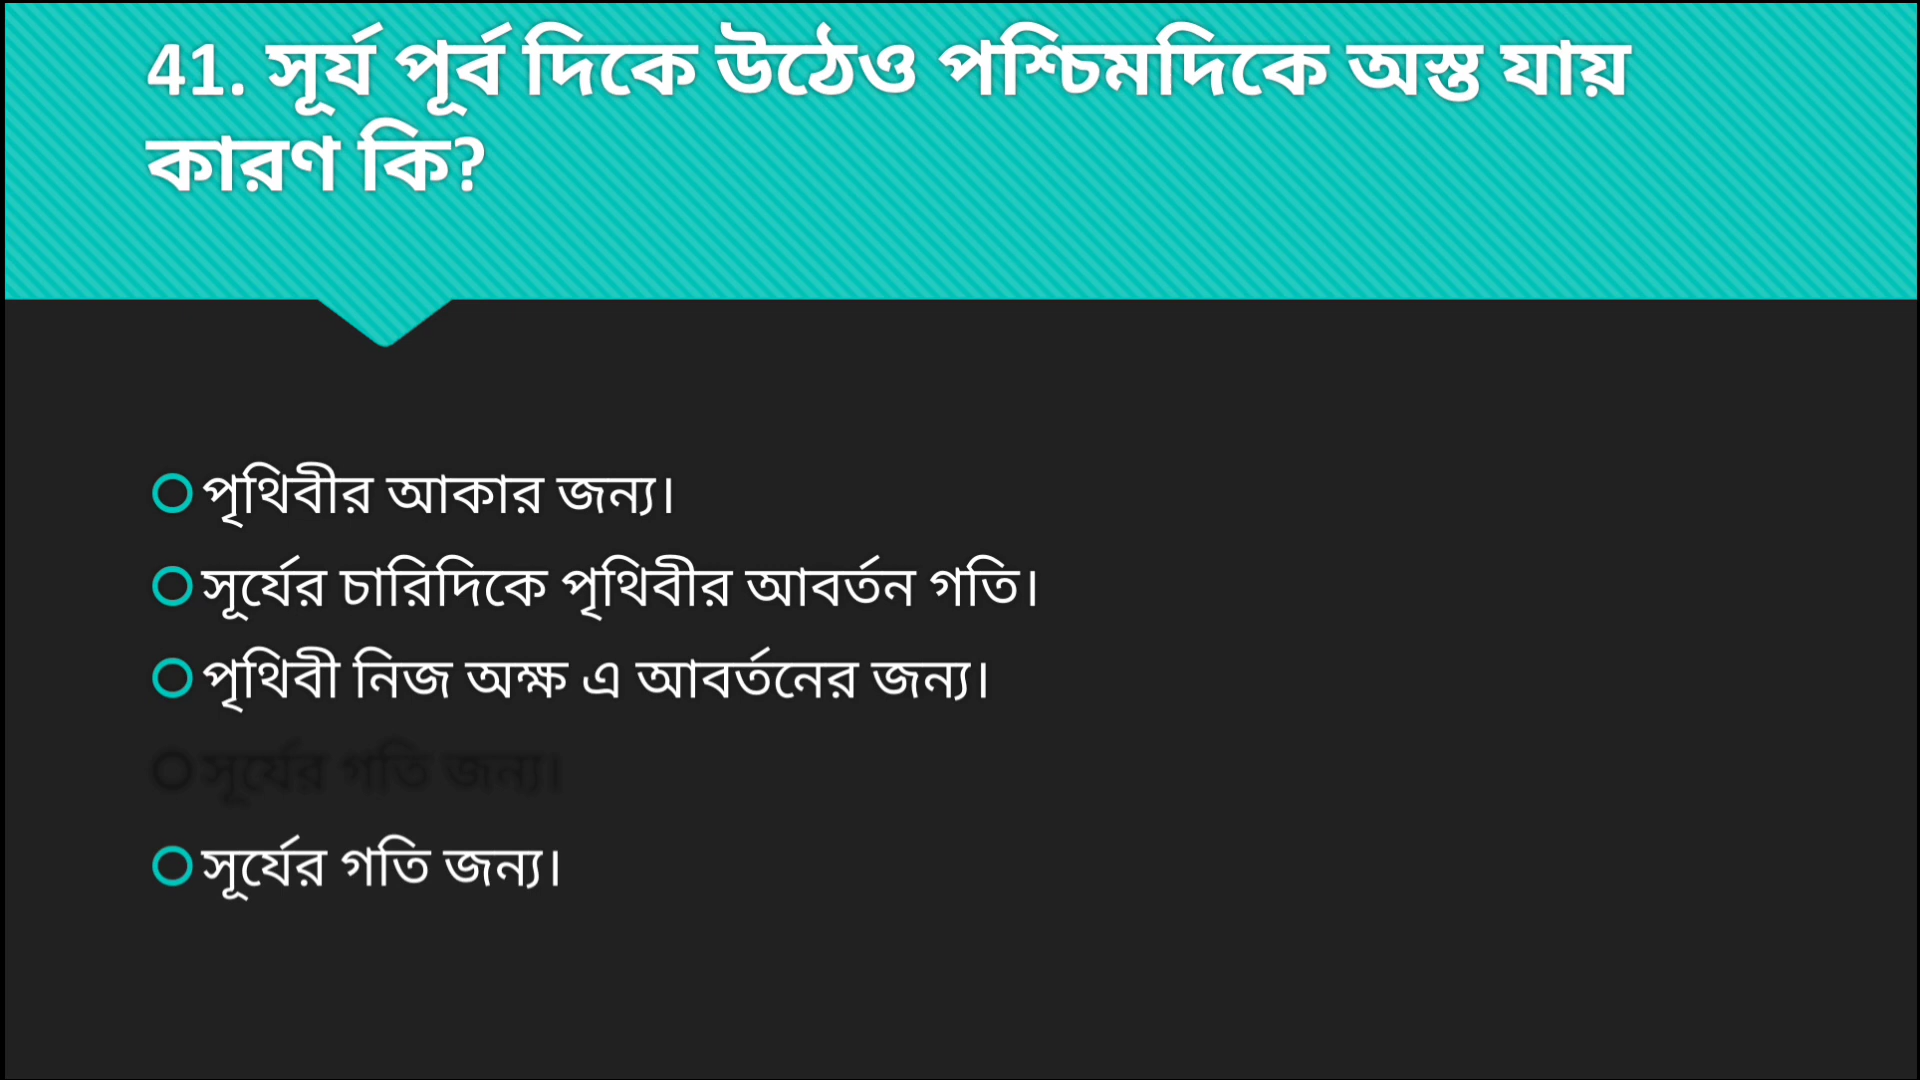 41. সূর্য পূর্ব দিকে উঠেও পশ্চিমদিকে অস্ত যায়
কারণ কি?
পৃথিবীর আকার জন্য।
সূর্যের চারিদিকে পৃথিবীর আবর্তন গতি।
পৃথিবী নিজ অক্ষ এ আবর্তনের জন্য।
সূর্যের গতি জন্য।
সূর্যের গতি জন্য।